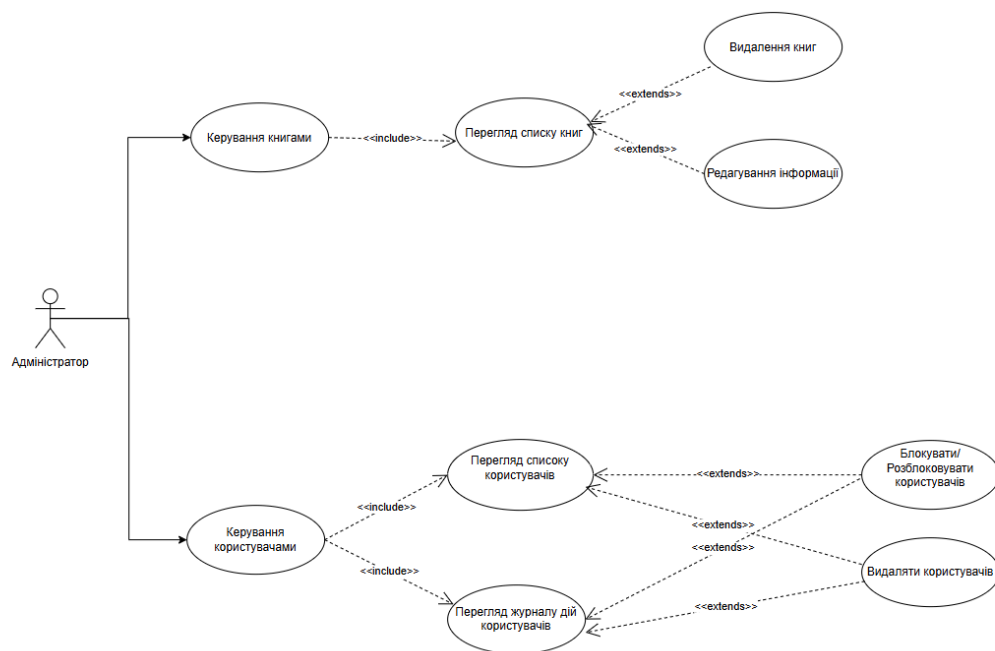 Видалення книг
<<extends>>
Керування книгами
<<include>>
Перегляд списку книг
<<extends>>
Редагування інформації
Адміністратор
Перегляд списоку
користувачів
<<extends>>
Блокувати/
Розблоковувати
користувачів
<<include>>
Керування
користувачами
<<extends>>
<<extends>>
<<include>>
Видаляти користувачів
Перегляд журналу дій
користувачів
<<extends>>